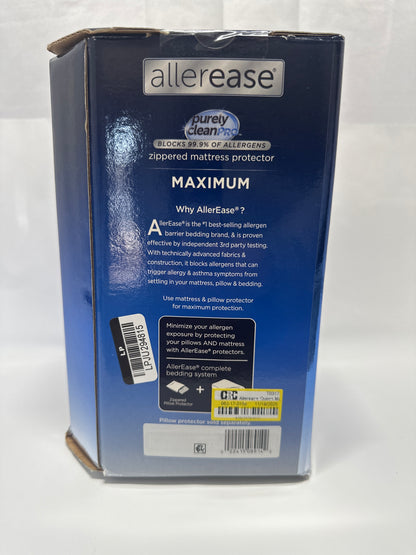 allerease®
purely
cleanPRO™
BLOCKS 99.9% OF ALLERGENS
zippered mattress protector
MAXIMUM
Why AllerEase®?
AllerEase® is the #1 best-selling allergen
barrier bedding brand, & is proven
effective by independent 3rd party testing.
With technically advanced fabrics &
construction, it blocks allergens that can
trigger allergy & asthma symptoms from
settling in your mattress, pillow & bedding.
Use mattress & pillow protector
for maximum protection.
Minimize your allergen
exposure by protecting
your pillows AND mattress
with AllerEase® protectors.
AllerEase® complete
bedding system
+
Zippered
Pillow Protector
LP
LPJU294815
Pillow protector sold separately.